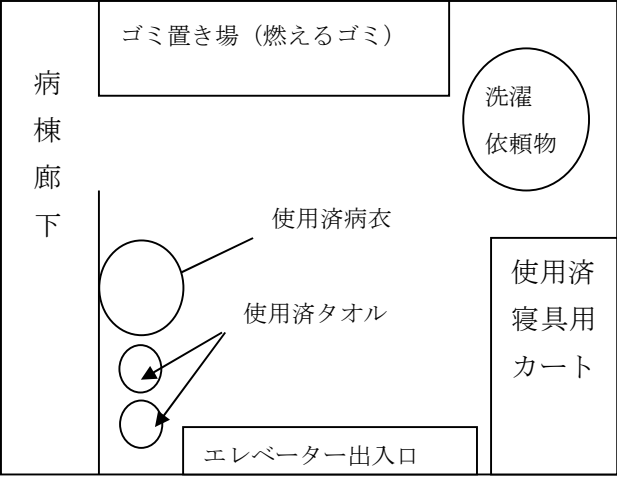 ゴミ置き場（燃えるゴミ）
病棟廊下
洗濯
依頼物
使用済病衣
使用済タオル
使用済
寝具用
カート
エレベーター出入口